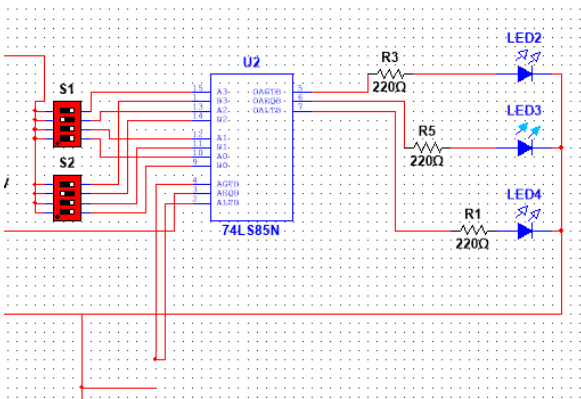 LED2
R3
220Ω
U2
S1
15 A3 OAGTB 5
1 B3 OAEQB 6
13 A2 OALTB 7
14 B2
12 A1
11 B1
10 A0
9 B0
4 AGTB
3 AEQB
2 ALTB
74LS85N
S2
LED3
R5
220Ω
LED4
R1
220Ω